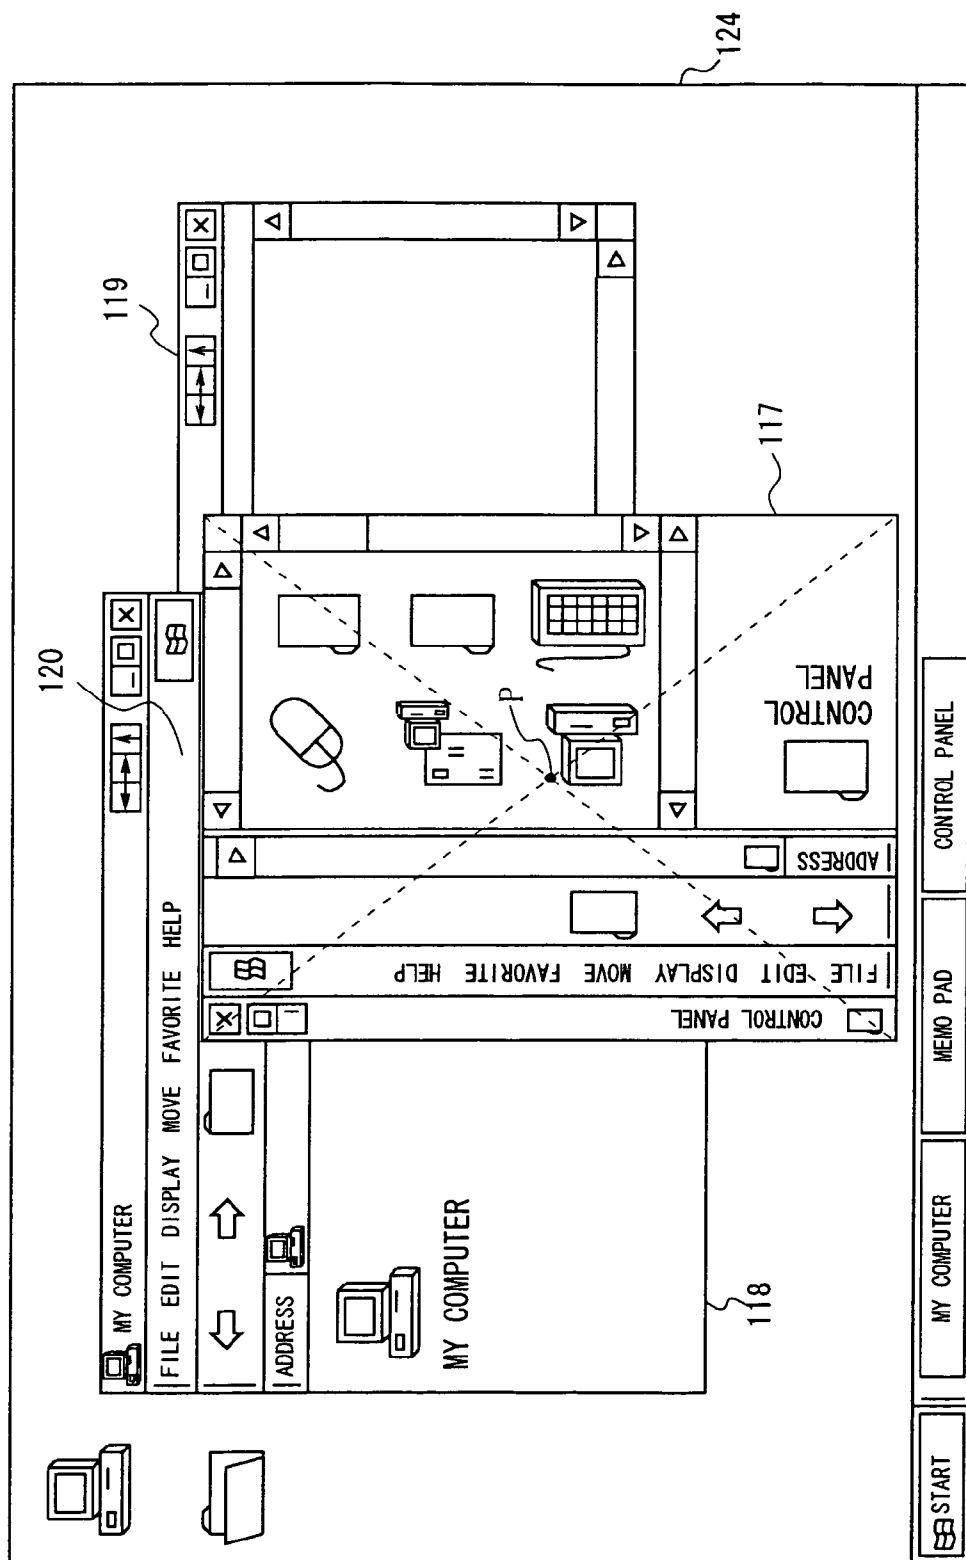 124
119
120
MY COMPUTER
FILE EDIT DISPLAY MOVE FAVORITE HELP
ADDRESS
MY COMPUTER
118
CONTROL PANEL
FILE EDIT DISPLAY MOVE FAVORITE HELP
ADDRESS
P
CONTROL
PANEL
117
START
MY COMPUTER
MEMO PAD
CONTROL PANEL